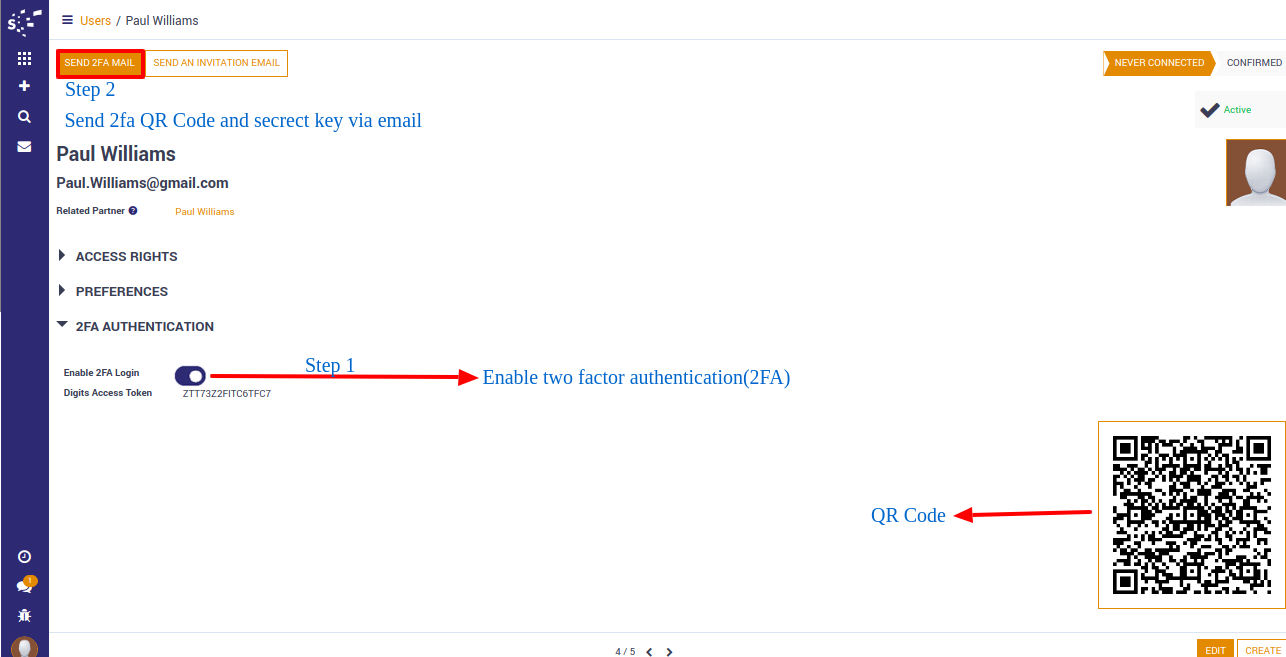 Users / Paul Williams
SEND 2FA MAIL SEND AN INVITATION EMAIL NEVER CONNECTED CONFIRMED
Step 2
Send 2fa QR Code and secrect key via email
Active
Paul Williams
Paul.Williams@gmail.com
Related Partner ? Paul Williams
ACCESS RIGHTS
PREFERENCES
2FA AUTHENTICATION
Step 1
Enable 2FA Login Enable two factor authentication(2FA)
Digits Access Token ZTT73Z2FITC6TFC7
QR Code
1
4 / 5
EDIT CREATE